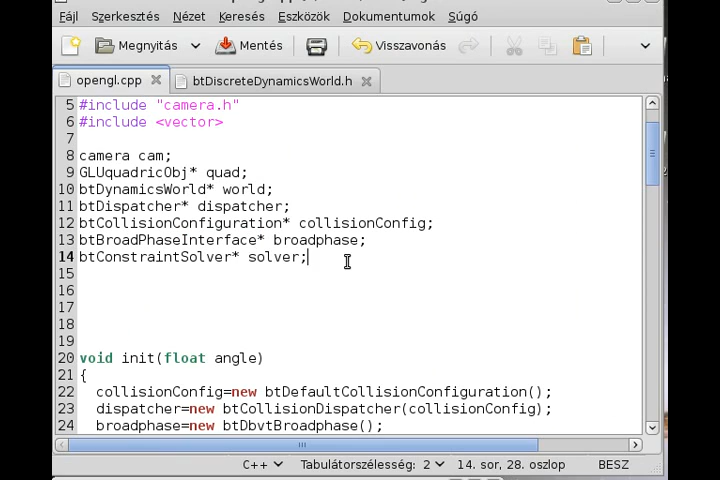 Fájl Szerkesztés Nézet Keresés Eszközök Dokumentumok Súgó
Megnyitás Mentés Visszavonás
opengl.cpp btDiscreteDynamicsWorld.h
5 #include "camera.h"
6 #include <vector>
7
8 camera cam;
9 GLUquadricObj* quad;
10 btDynamicsWorld* world;
11 btDispatcher* dispatcher;
12 btCollisionConfiguration* collisionConfig;
13 btBroadPhaseInterface* broadphase;
14 btConstraintSolver* solver;
15
16
17
18
19
20 void init(float angle)
21 {
22 collisionConfig=new btDefaultCollisionConfiguration();
23 dispatcher=new btCollisionDispatcher(collisionConfig);
24 broadphase=new btDbvtBroadphase();
C++ Tabulátorszélesség: 2 14. sor, 28. oszlop BESZ